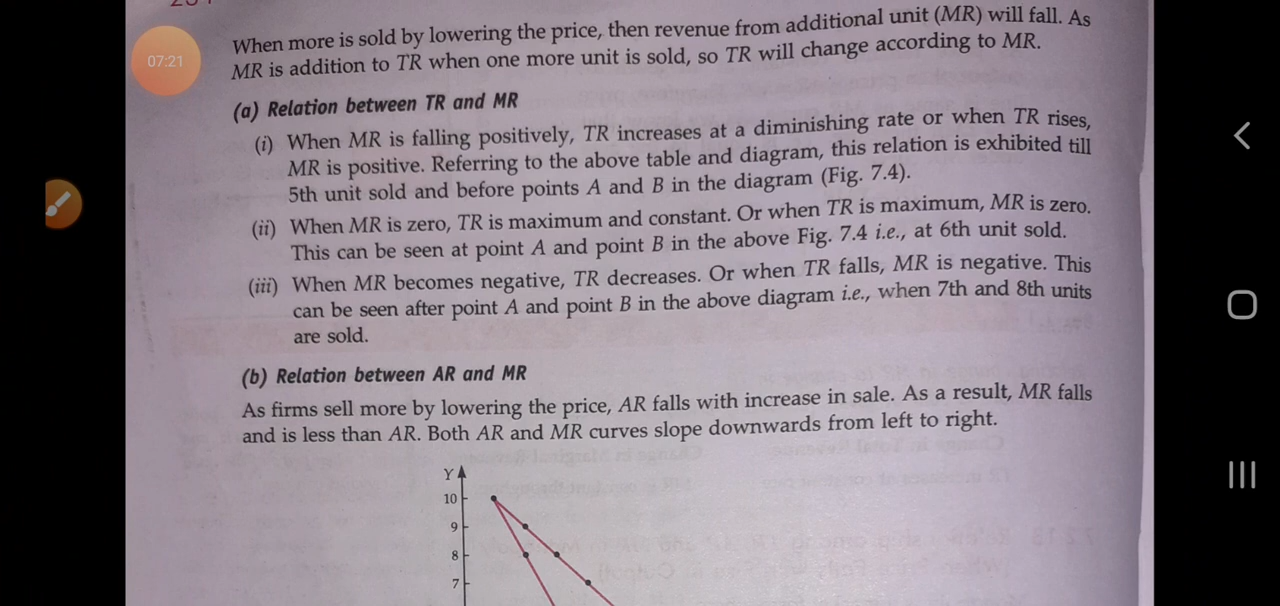 07:21
When more is sold by lowering the price, then revenue from additional unit (MR) will fall. As
MR is addition to TR when one more unit is sold, so TR will change according to MR.
(a) Relation between TR and MR
(i) When MR is falling positively, TR increases at a diminishing rate or when TR rises,
MR is positive. Referring to the above table and diagram, this relation is exhibited till
5th unit sold and before points A and B in the diagram (Fig. 7.4).
(ii) When MR is zero, TR is maximum and constant. Or when TR is maximum, MR is zero.
This can be seen at point A and point B in the above Fig. 7.4 i.e., at 6th unit sold.
(iii) When MR becomes negative, TR decreases. Or when TR falls, MR is negative. This
can be seen after point A and point B in the above diagram i.e., when 7th and 8th units
are sold.
(b) Relation between AR and MR
As firms sell more by lowering the price, AR falls with increase in sale. As a result, MR falls
and is less than AR. Both AR and MR curves slope downwards from left to right.
Y
10
9
8
7